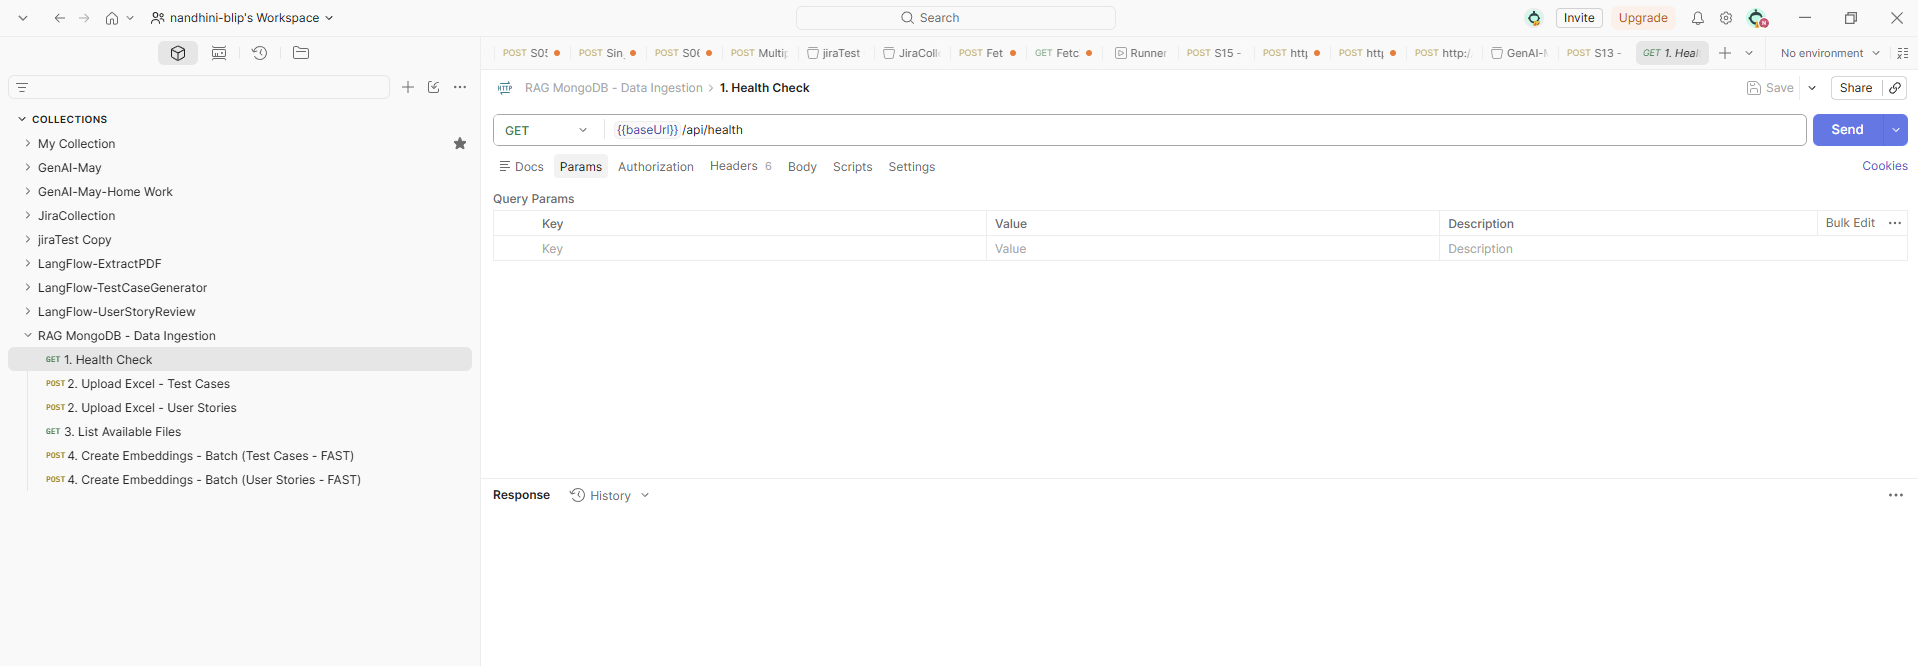 nandhini-blip's Workspace
Search
Invite
Upgrade
POST S05
POST Sin
POST S06
POST Multip
jiraTest
JiraColl
POST Fet
GET Fetc
Runner
POST S15 -
POST htt
POST htt
POST http:/
GenAI-
POST S13 -
GET 1. Heal
No environment
COLLECTIONS
My Collection
GenAI-May
GenAI-May-Home Work
JiraCollection
jiraTest Copy
LangFlow-ExtractPDF
LangFlow-TestCaseGenerator
LangFlow-UserStoryReview
RAG MongoDB - Data Ingestion
GET 1. Health Check
POST 2. Upload Excel - Test Cases
POST 2. Upload Excel - User Stories
GET 3. List Available Files
POST 4. Create Embeddings - Batch (Test Cases - FAST)
POST 4. Create Embeddings - Batch (User Stories - FAST)
HTTP RAG MongoDB - Data Ingestion > 1. Health Check
Save
Share
GET
{{baseUrl}} /api/health
Send
Docs
Params
Authorization
Headers 6
Body
Scripts
Settings
Cookies
Query Params
Key Value Description Bulk Edit
Key Value Description
Response
History